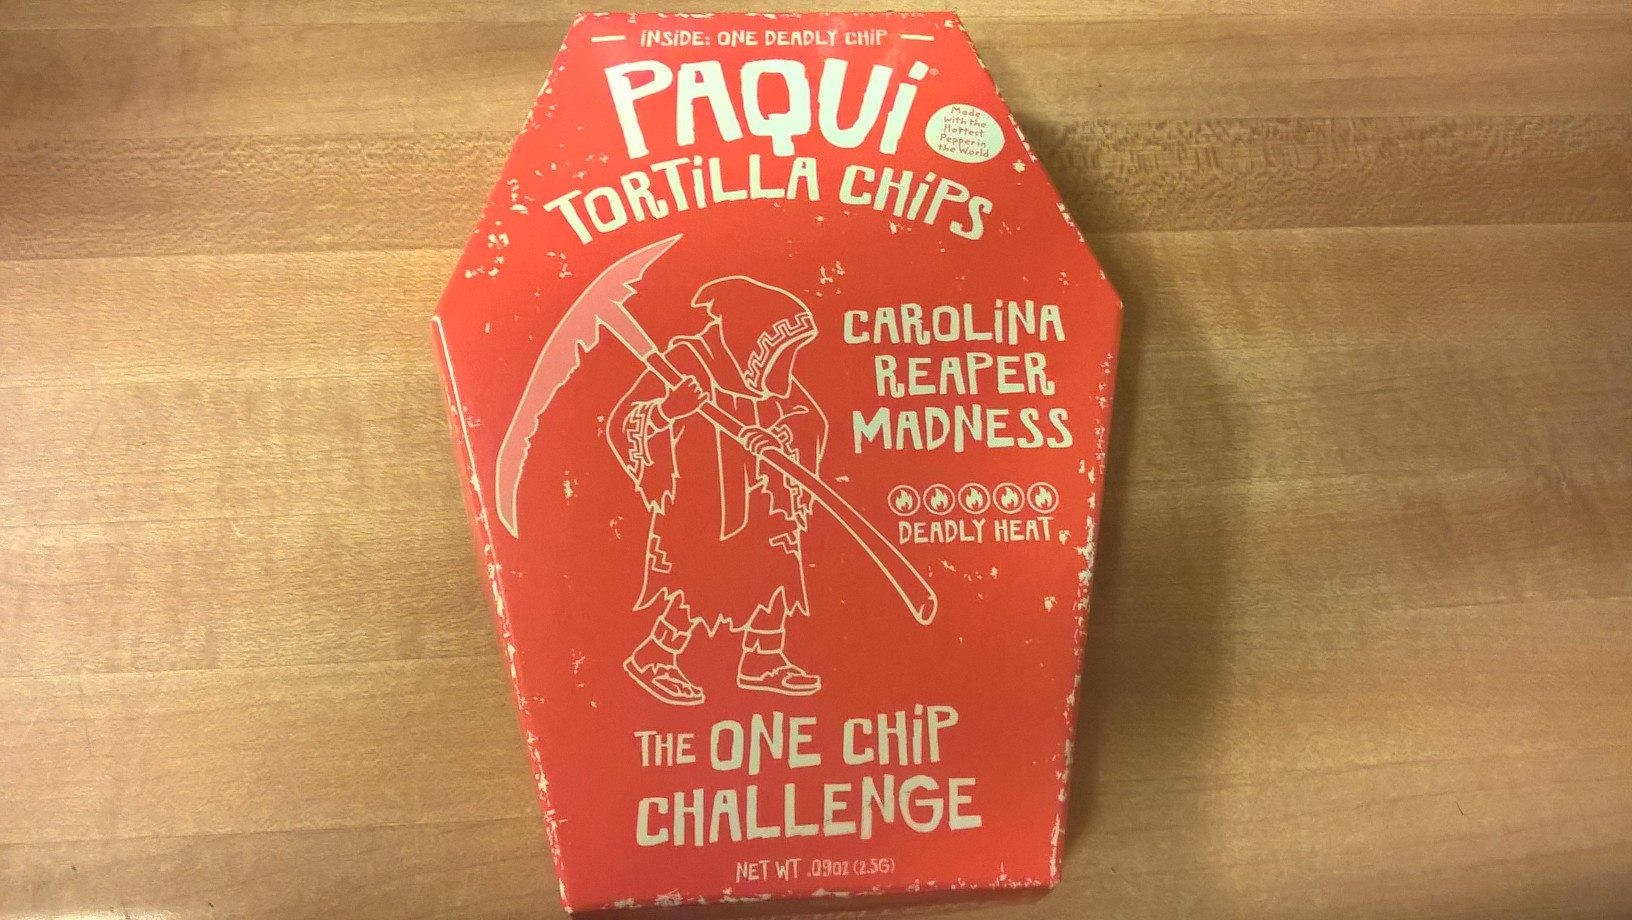 INSIDE: ONE DEADLY CHIP
PAQUI®
Made
with the
Hottest
Pepper in
the World
TORTILLA CHIPS
CAROLINA
REAPER
MADNESS
DEADLY HEAT
THE ONE CHIP
CHALLENGE
NET WT .09oz (2.5G)